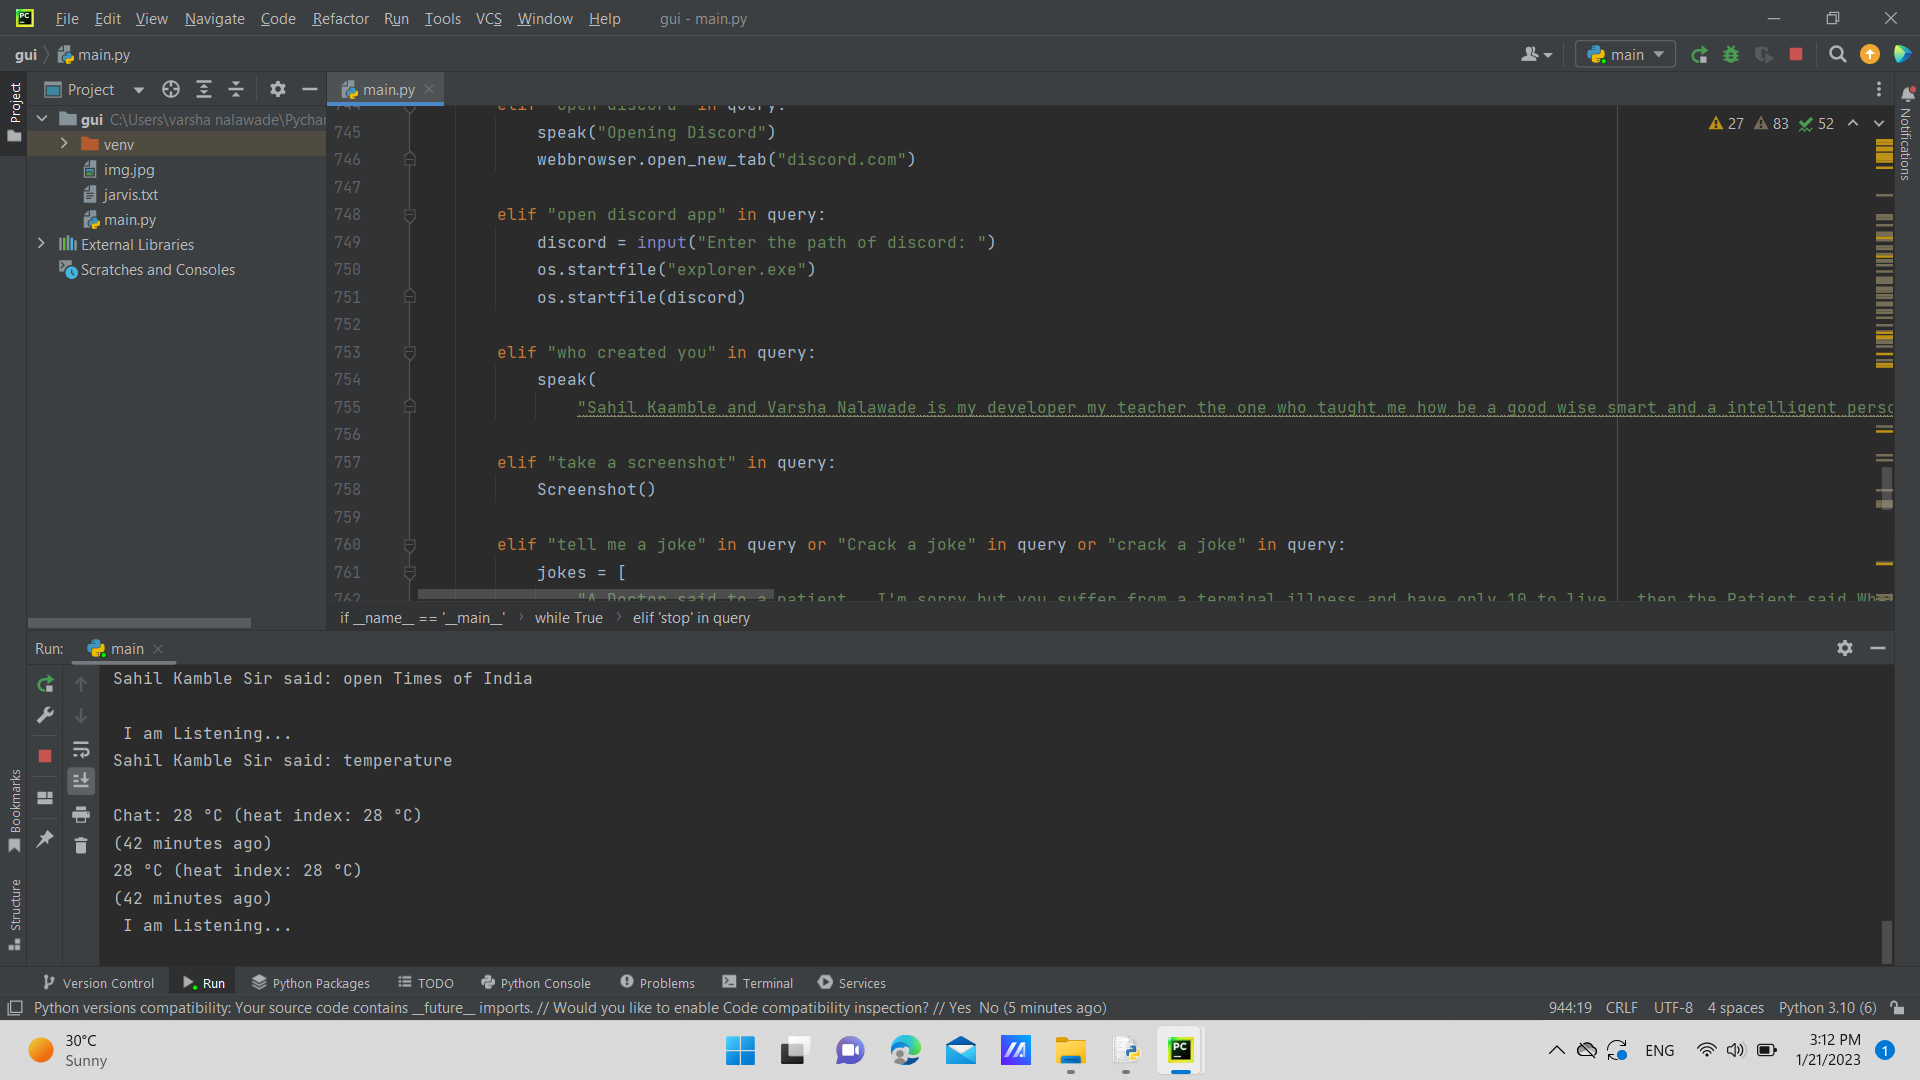 File Edit View Navigate Code Refactor Run Tools VCS Window Help gui - main.py
gui main.py
main
Project
main.py
Project
gui C:\Users\varsha nalawade\Pychar
venv
img.jpg
jarvis.txt
main.py
External Libraries
Scratches and Consoles
27 83 52
Notifications
744 elif "open discord" in query:
745 speak("Opening Discord")
746 webbrowser.open_new_tab("discord.com")
747
748 elif "open discord app" in query:
749 discord = input("Enter the path of discord: ")
750 os.startfile("explorer.exe")
751 os.startfile(discord)
752
753 elif "who created you" in query:
754 speak(
755 "Sahil Kaamble and Varsha Nalawade is my developer my teacher the one who taught me how be a good wise smart and a intelligent perso
756
757 elif "take a screenshot" in query:
758 Screenshot()
759
760 elif "tell me a joke" in query or "Crack a joke" in query or "crack a joke" in query:
761 jokes = [
762 "A Doctor said to a patient , I'm sorry but you suffer from a terminal illness and have only 10 to live , then the Patient said
if __name__ == '__main__' › while True › elif 'stop' in query
Run: main
Sahil Kamble Sir said: open Times of India
I am Listening...
Sahil Kamble Sir said: temperature
Chat: 28 °C (heat index: 28 °C)
(42 minutes ago)
28 °C (heat index: 28 °C)
(42 minutes ago)
I am Listening...
Bookmarks
Structure
Version Control Run Python Packages TODO Python Console Problems Terminal Services
Python versions compatibility: Your source code contains __future__ imports. // Would you like to enable Code compatibility inspection? // Yes No (5 minutes ago)
944:19 CRLF UTF-8 4 spaces Python 3.10 (6)
30°C
Sunny
PC
ENG
3:12 PM
1/21/2023
1